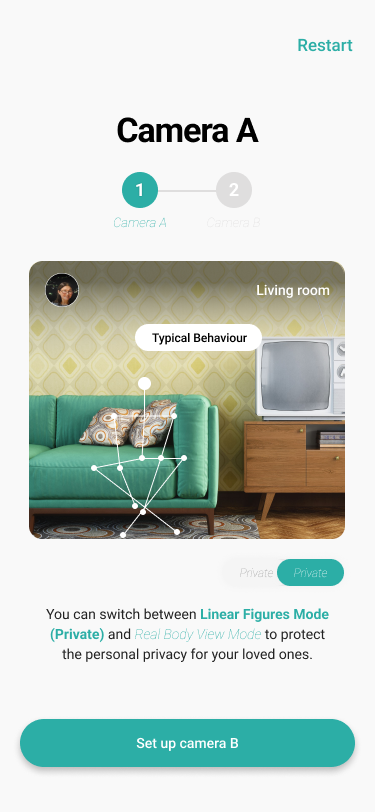 Restart
Camera A
1
2
Camera A
Camera B
Living room
Typical Behaviour
Private
Private
You can switch between Linear Figures Mode
(Private) and Real Body View Mode to protect
the personal privacy for your loved ones.
Set up camera B